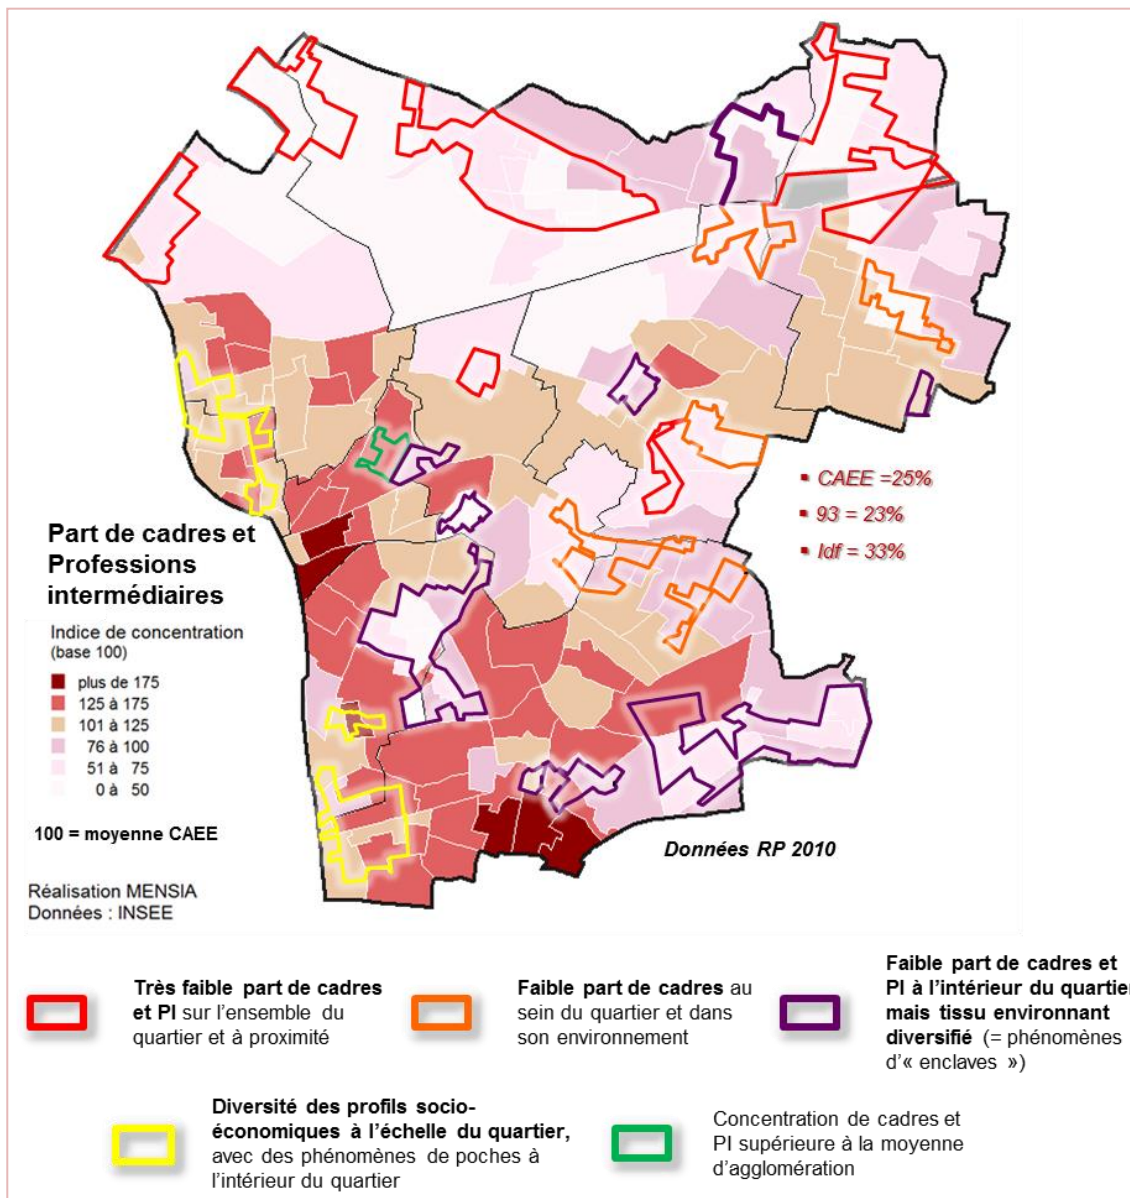 ▪ CAEE =25%
▪ 93 = 23%
▪ Idf = 33%
Part de cadres et
Professions
intermédiaires
Indice de concentration
(base 100)
plus de 175
125 à 175
101 à 125
76 à 100
51 à 75
0 à 50
100 = moyenne CAEE
Données RP 2010
Réalisation MENSIA
Données : INSEE
Très faible part de cadres
et PI sur l'ensemble du
quartier et à proximité
Faible part de cadres au
sein du quartier et dans
son environnement
Faible part de cadres et
PI à l'intérieur du quartier
mais tissu environnant
diversifié (= phénomènes
d'« enclaves »)
Diversité des profils socio-
économiques à l'échelle du quartier,
avec des phénomènes de poches à
l'intérieur du quartier
Concentration de cadres et
PI supérieure à la moyenne
d'agglomération